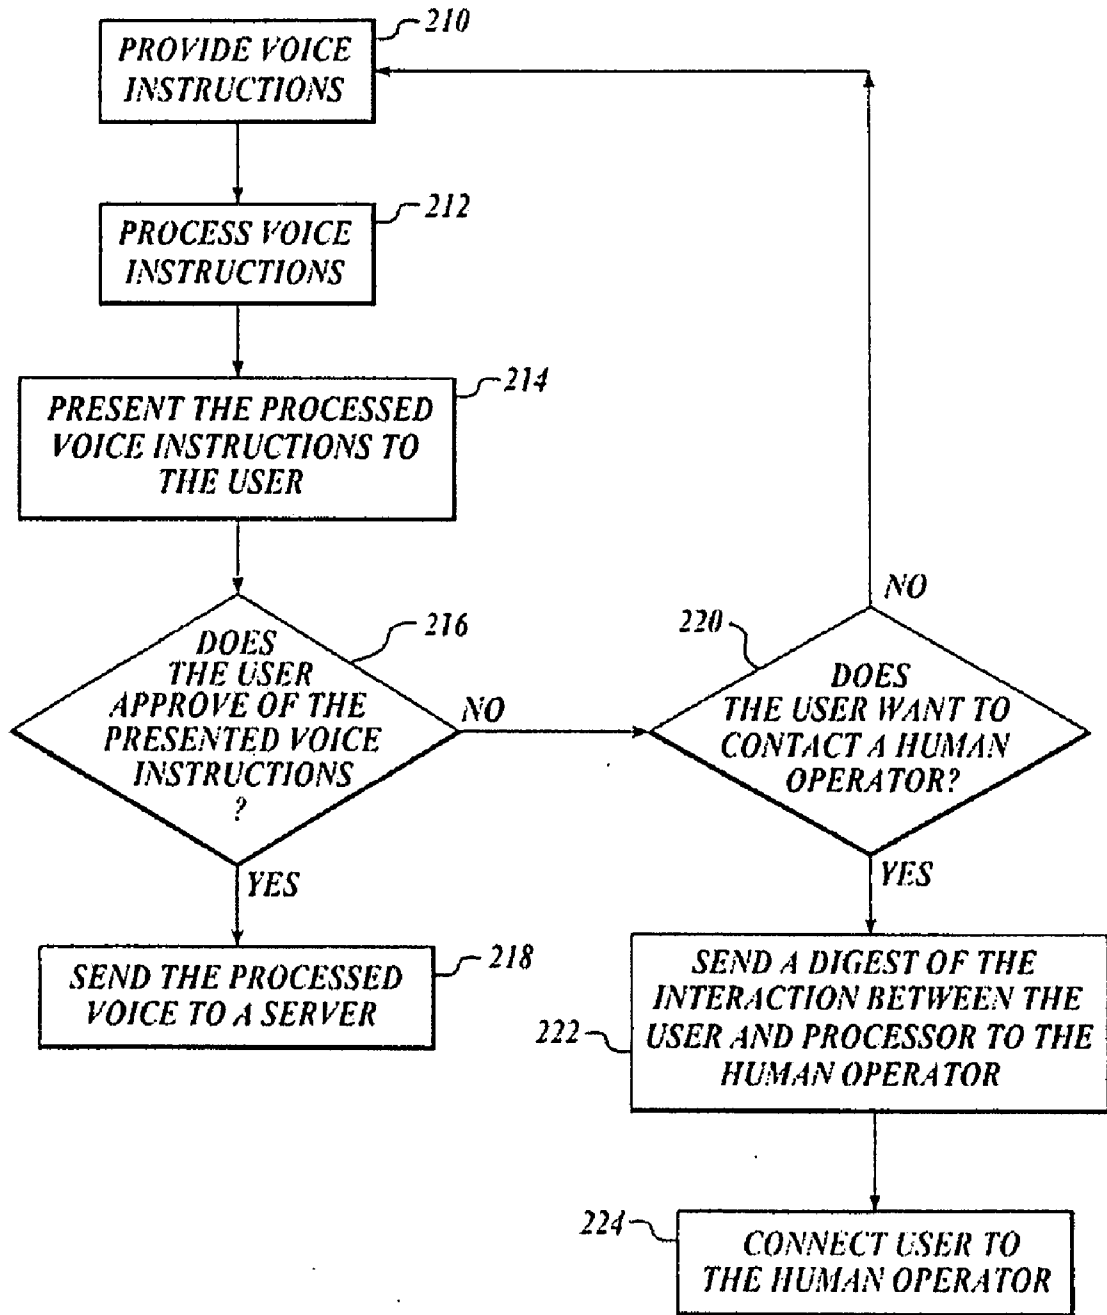 210
PROVIDE VOICE
INSTRUCTIONS
212
PROCESS VOICE
INSTRUCTIONS
214
PRESENT THE PROCESSED
VOICE INSTRUCTIONS TO
THE USER
216
DOES
THE USER
APPROVE OF THE
PRESENTED VOICE
INSTRUCTIONS
?
NO
YES
218
SEND THE PROCESSED
VOICE TO A SERVER
220
NO
DOES
THE USER WANT TO
CONTACT A HUMAN
OPERATOR?
YES
222
SEND A DIGEST OF THE
INTERACTION BETWEEN THE
USER AND PROCESSOR TO THE
HUMAN OPERATOR
224
CONNECT USER TO
THE HUMAN OPERATOR